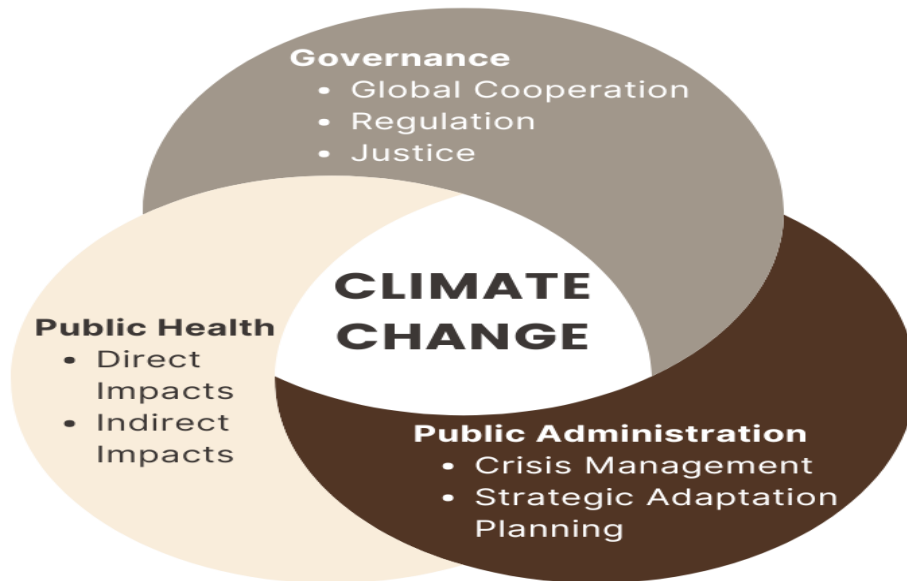 Governance
• Global Cooperation
• Regulation
• Justice
CLIMATE
CHANGE
Public Health
• Direct
Impacts
• Indirect
Impacts
Public Administration
• Crisis Management
• Strategic Adaptation
Planning